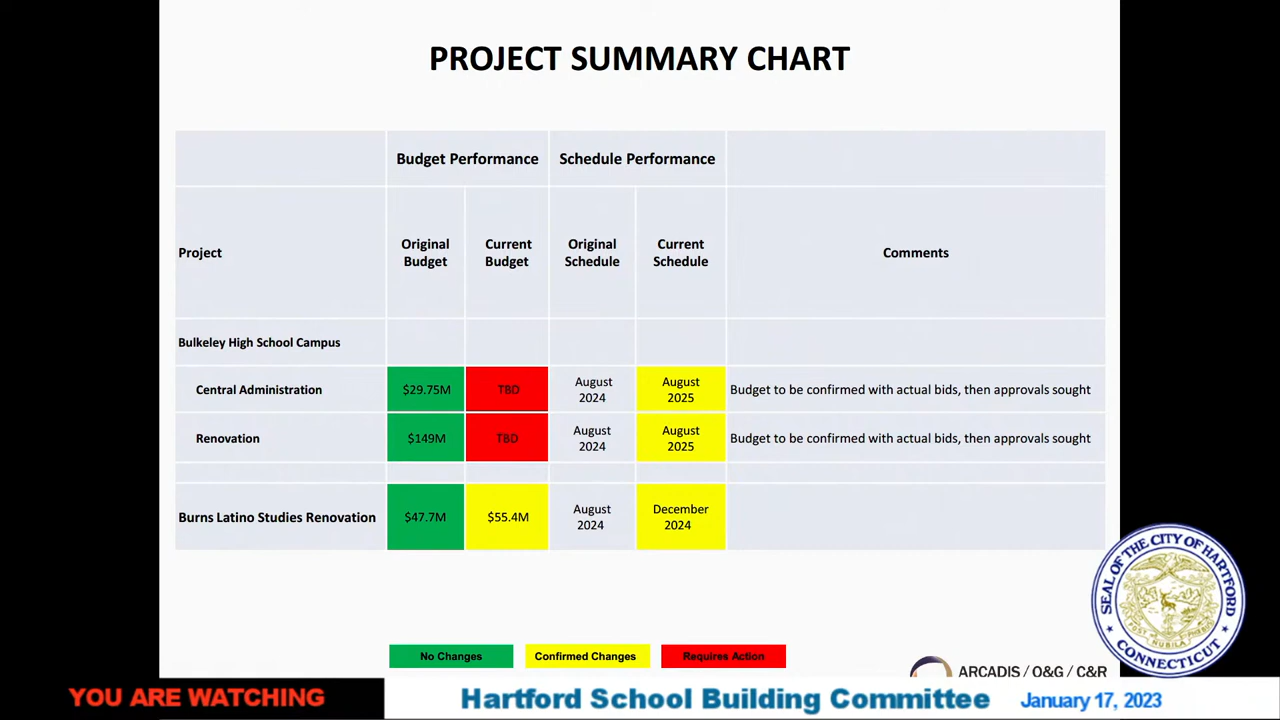 PROJECT SUMMARY CHART
Budget Performance
Schedule Performance
Project
Original
Budget
Current
Budget
Original
Schedule
Current
Schedule
Comments
Bulkeley High School Campus
Central Administration
$29.75M
TBD
August
2024
August
2025
Budget to be confirmed with actual bids, then approvals sought
Renovation
$149M
TBD
August
2024
August
2025
Budget to be confirmed with actual bids, then approvals sought
Burns Latino Studies Renovation
$47.7M
$55.4M
August
2024
December
2024
No Changes
Confirmed Changes
Requires Action
ARCADIS / O&G / C&R
SEAL OF THE CITY OF HARTFORD
CONNECTICUT
YOU ARE WATCHING
Hartford School Building Committee
January 17, 2023